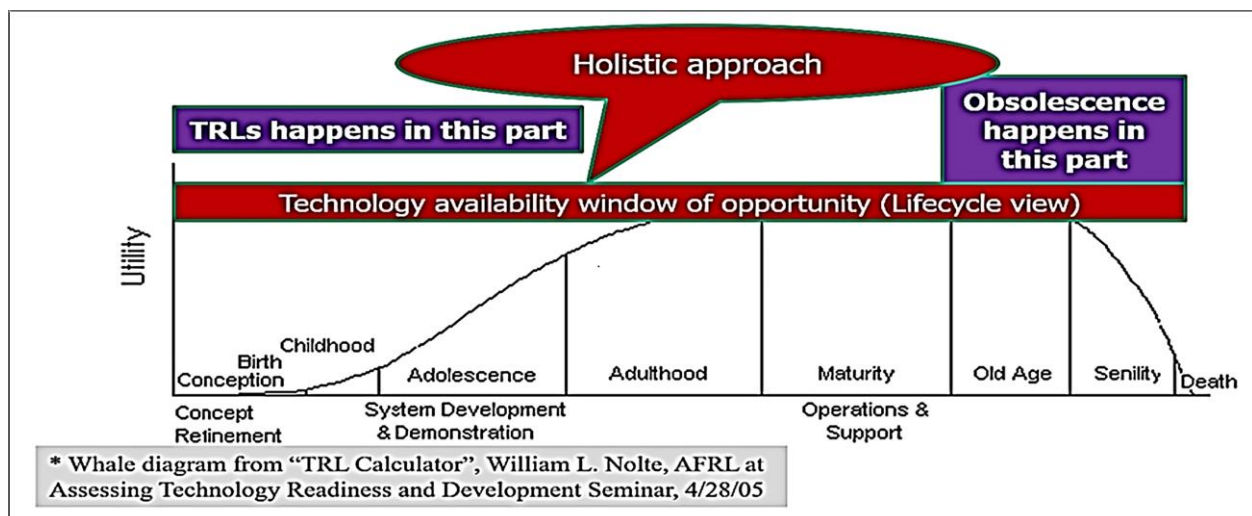 Holistic approach
TRLs happens in this part
Obsolescence
happens in
this part
Technology availability window of opportunity (Lifecycle view)
Utility
Conception
Birth
Childhood
Adolescence
Adulthood
Maturity
Old Age
Senility
Death
Concept
Refinement
System Development
& Demonstration
Operations &
Support
* Whale diagram from “TRL Calculator”, William L. Nolte, AFRL at
Assessing Technology Readiness and Development Seminar, 4/28/05